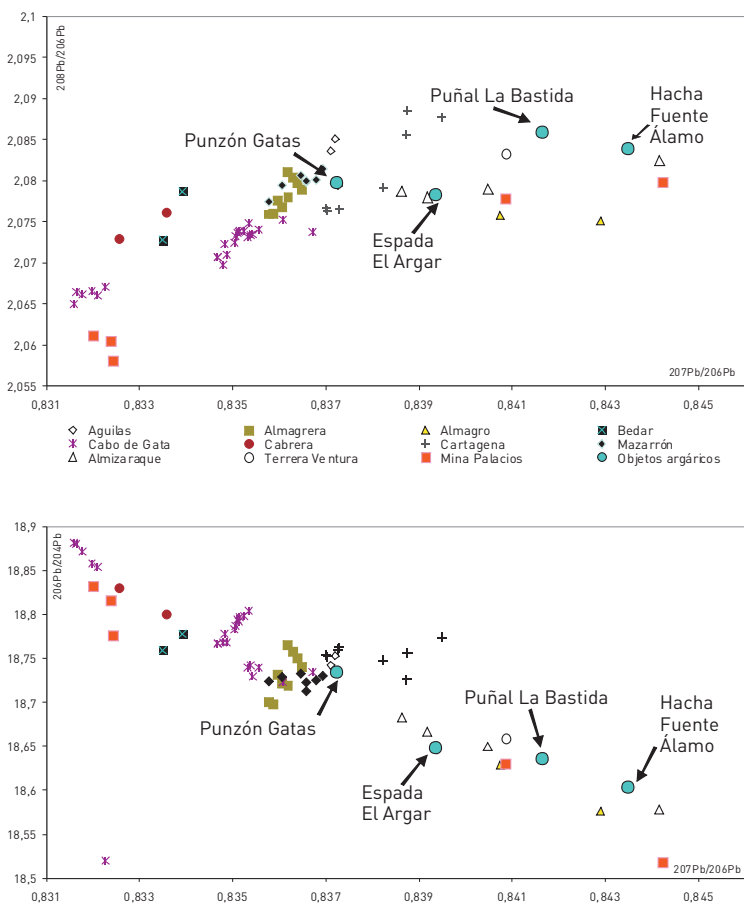 2,1
2,095
2,09
2,085
2,08
2,075
2,07
2,065
2,06
2,055
208Pb/206Pb
Punzón Gatas
Puñal La Bastida
Hacha
Fuente
Álamo
Espada
El Argar
207Pb/206Pb
0,831 0,833 0,835 0,837 0,839 0,841 0,843 0,845
Aguilas Almagrera Almagro Bedar
Cabo de Gata Cabrera Cartagena Mazarrón
Almizaraque Terrera Ventura Mina Palacios Objetos argáricos
18,9
18,85
18,8
18,75
18,7
18,65
18,6
18,55
18,5
206Pb/204Pb
Punzón Gatas
Puñal La Bastida
Hacha
Fuente
Álamo
Espada
El Argar
207Pb/206Pb
0,831 0,833 0,835 0,837 0,839 0,841 0,843 0,845